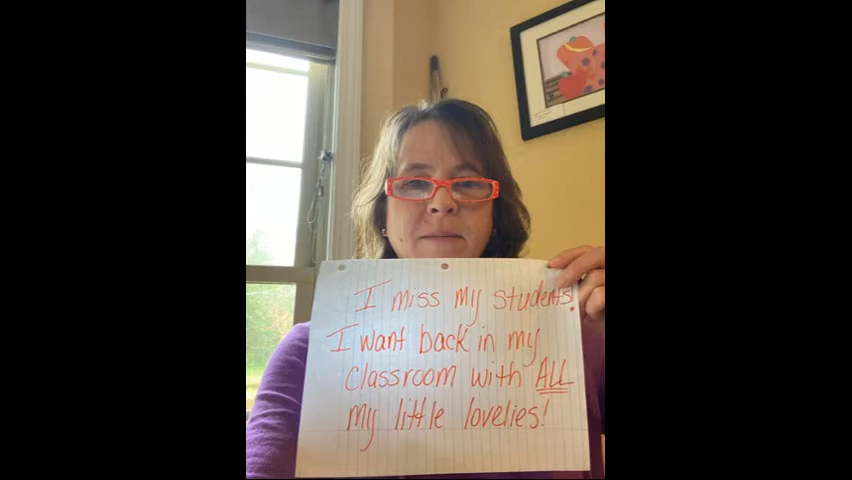 I miss my students!
I want back in my
classroom with ALL
my little lovelies!